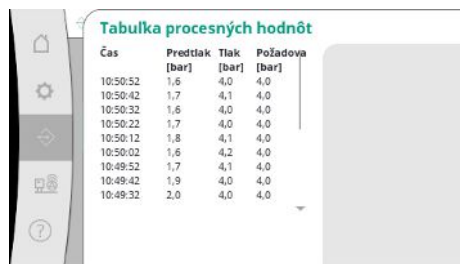 Tabuľka procesných hodnôt
Čas Predtlak Tlak Požadova
[bar] [bar] [bar]
10:50:52 1,6 4,0 4,0
10:50:42 1,7 4,1 4,0
10:50:32 1,6 4,0 4,0
10:50:22 1,7 4,0 4,0
10:50:12 1,8 4,1 4,0
10:50:02 1,6 4,2 4,0
10:49:52 1,7 4,1 4,0
10:49:42 1,9 4,0 4,0
10:49:32 2,0 4,0 4,0
?